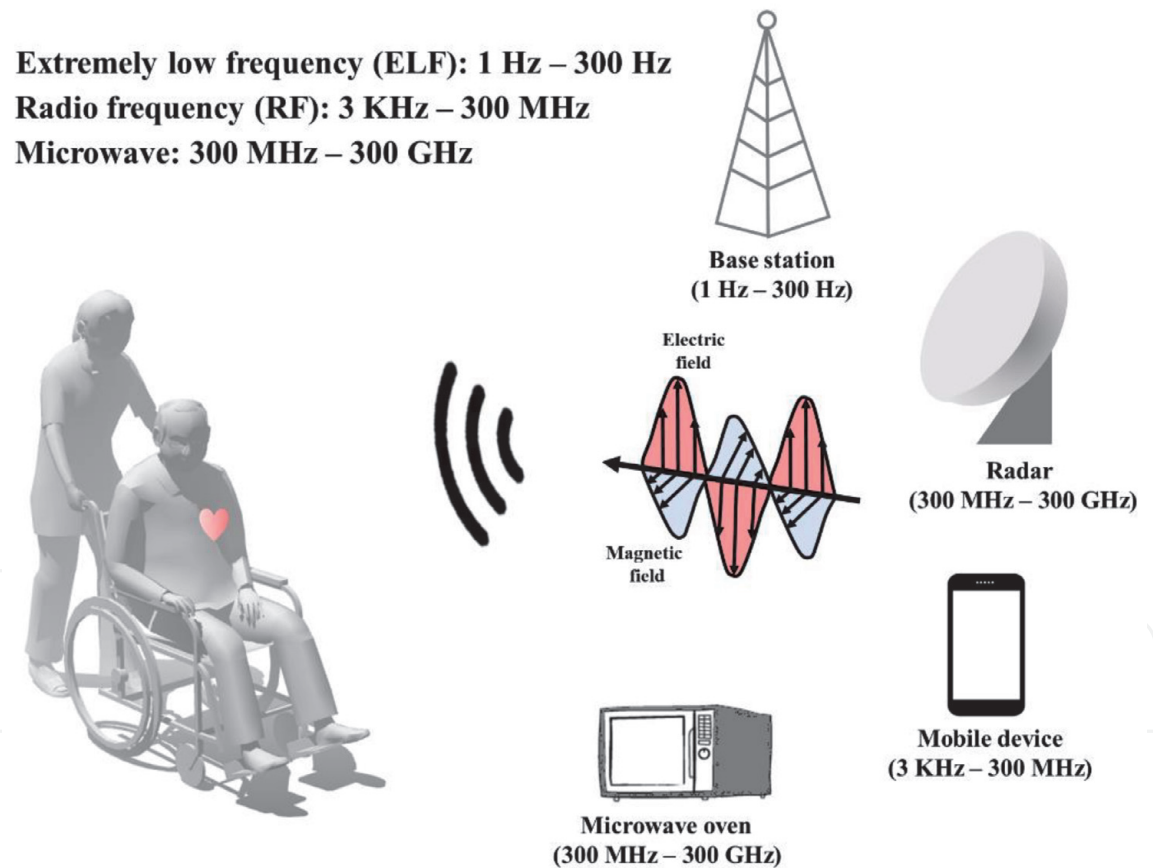 Extremely low frequency (ELF): 1 Hz – 300 Hz
Radio frequency (RF): 3 KHz – 300 MHz
Microwave: 300 MHz – 300 GHz
Base station
(1 Hz – 300 Hz)
Electric
field
Radar
(300 MHz – 300 GHz)
Magnetic
field
Mobile device
(3 KHz – 300 MHz)
Microwave oven
(300 MHz – 300 GHz)